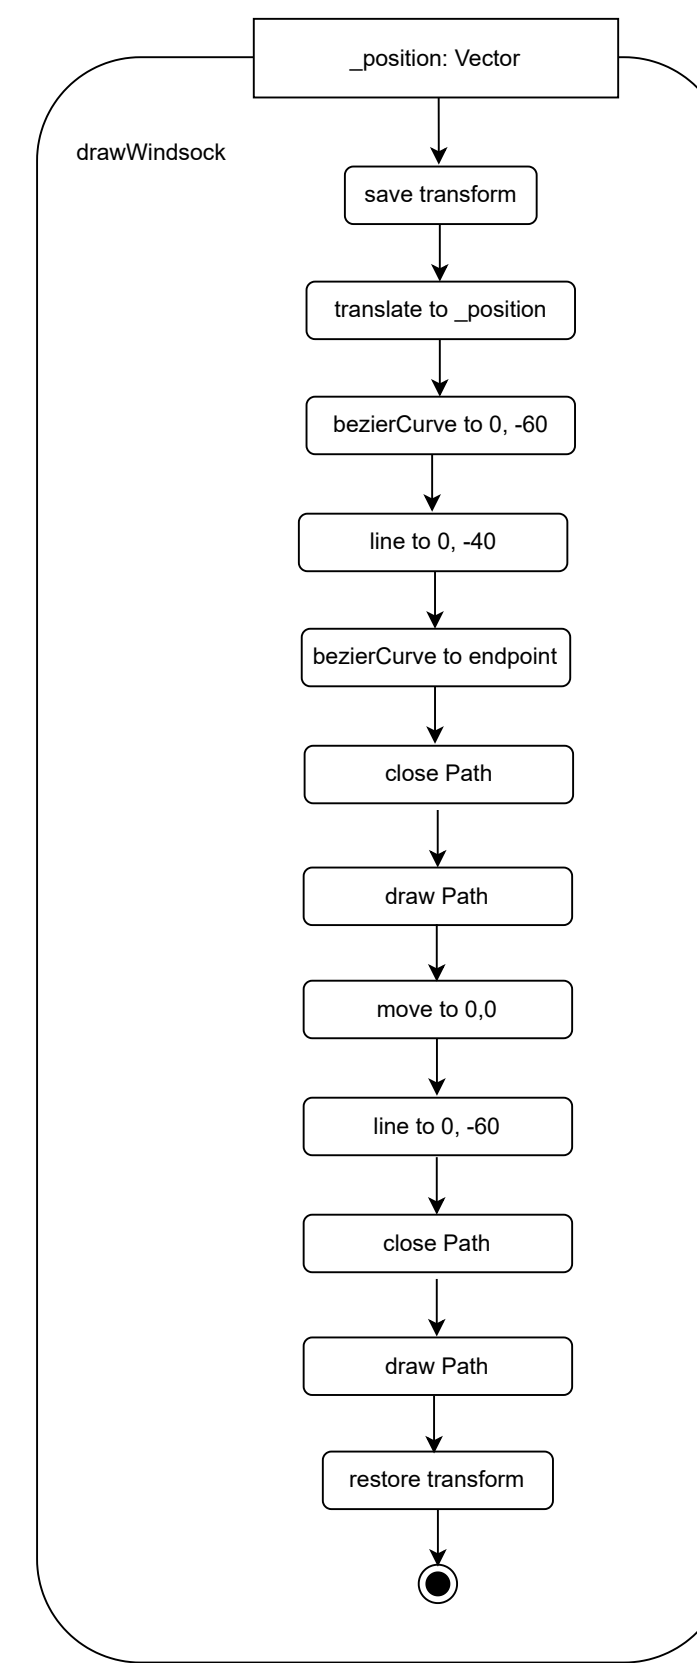 _position: Vector
drawWindsock
save transform
translate to _position
bezierCurve to 0, -60
line to 0, -40
bezierCurve to endpoint
close Path
draw Path
move to 0,0
line to 0, -60
close Path
draw Path
restore transform